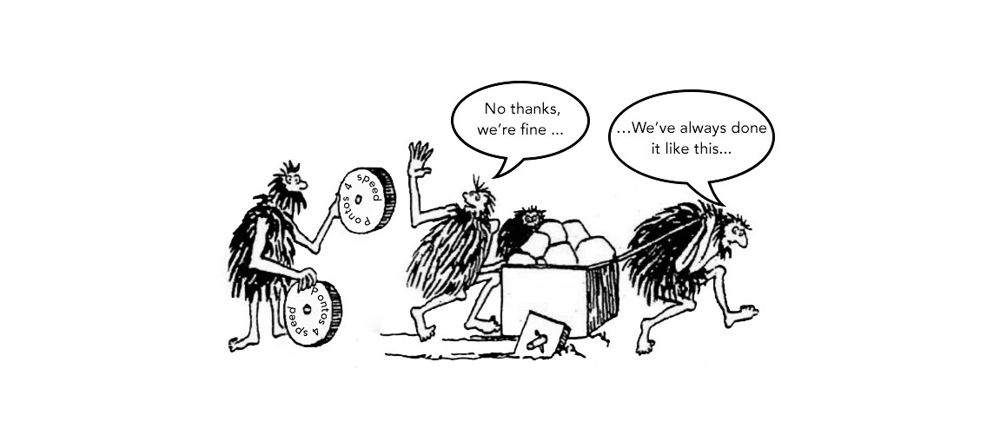 No thanks,
we're fine ...
...We've always done
it like this...
pontos 4 speed
pontos 4 speed